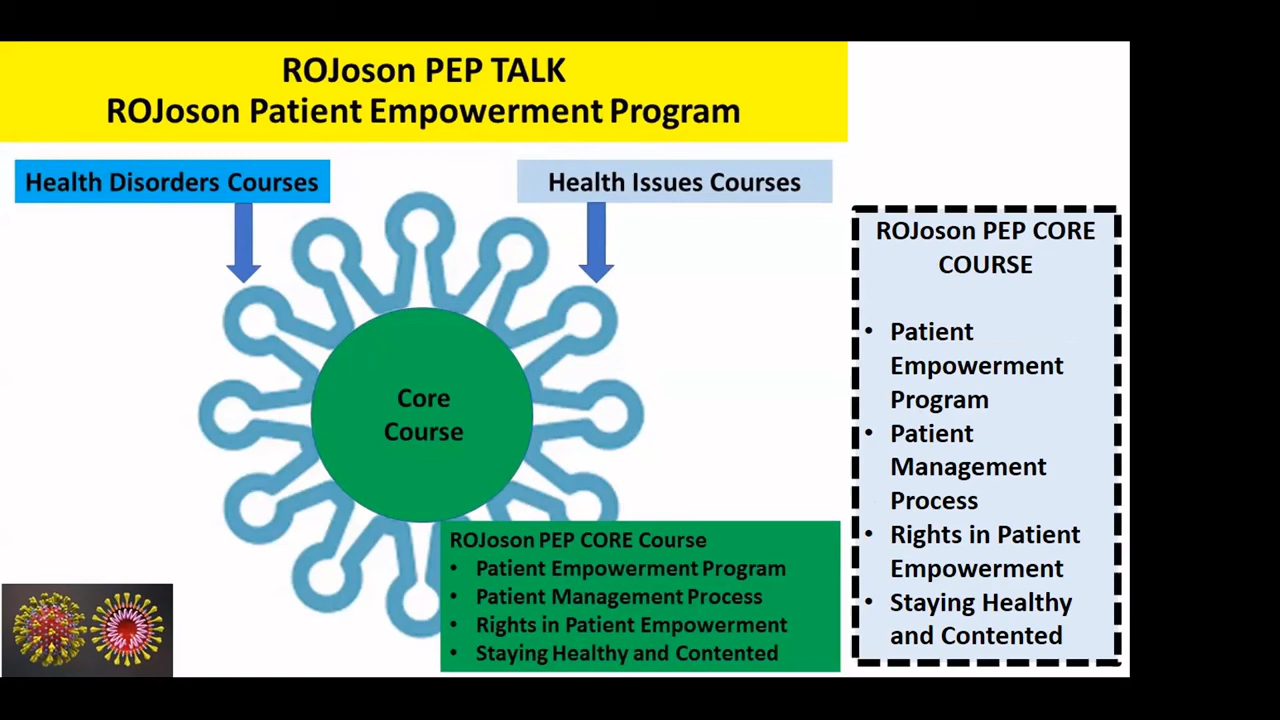 ROJoson PEP TALK
ROJoson Patient Empowerment Program
Health Disorders Courses
Health Issues Courses
Core
Course
ROJoson PEP CORE Course
• Patient Empowerment Program
• Patient Management Process
• Rights in Patient Empowerment
• Staying Healthy and Contented
ROJoson PEP CORE
COURSE
• Patient
Empowerment
Program
• Patient
Management
Process
• Rights in Patient
Empowerment
• Staying Healthy
and Contented